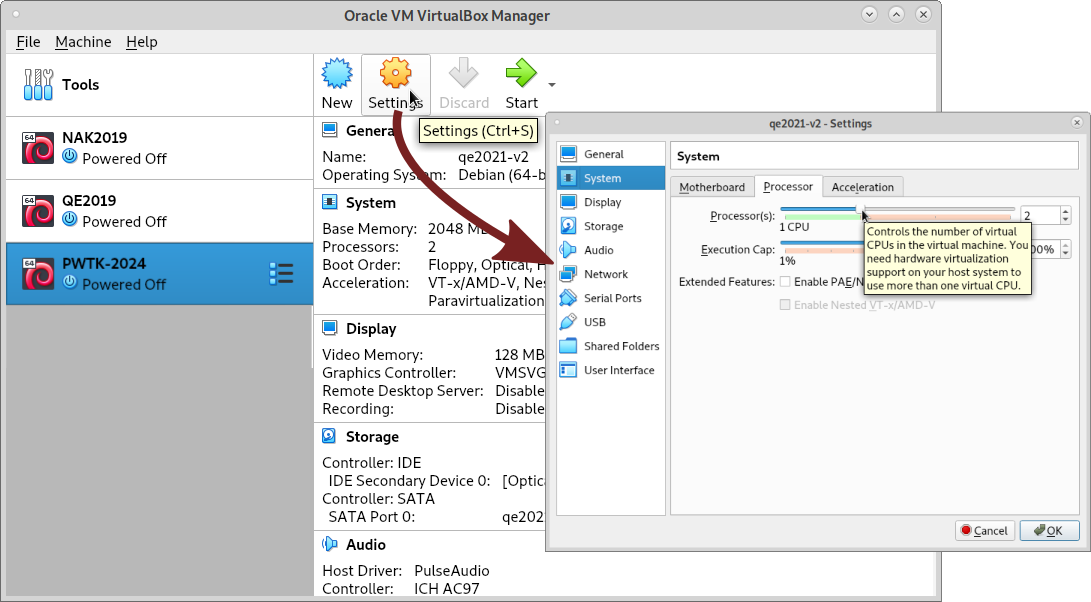 Oracle VM VirtualBox Manager
File Machine Help
Tools
New Settings Discard Start
Settings (Ctrl+S)
64 NAK2019
Powered Off
64 QE2019
Powered Off
64 PWTK-2024
Powered Off
General
Name: qe2021-v2
Operating System: Debian (64-b
System
Base Memory: 2048 MB
Processors: 2
Boot Order: Floppy, Optical, H
Acceleration: VT-x/AMD-V, Nes
Paravirtualization
Display
Video Memory: 128 MB
Graphics Controller: VMSVG
Remote Desktop Server: Disable
Recording: Disable
Storage
Controller: IDE
IDE Secondary Device 0: [Optica
Controller: SATA
SATA Port 0: qe202
Audio
Host Driver: PulseAudio
Controller: ICH AC97
qe2021-v2 - Settings
General
System
Display
Storage
Audio
Network
Serial Ports
USB
Shared Folders
User Interface
System
Motherboard Processor Acceleration
Processor(s): 2
1 CPU
Execution Cap: 00%
1%
Extended Features: Enable PAE/N
Enable Nested VT-x/AMD-V
Controls the number of virtual
CPUs in the virtual machine. You
need hardware virtualization
support on your host system to
use more than one virtual CPU.
Cancel OK